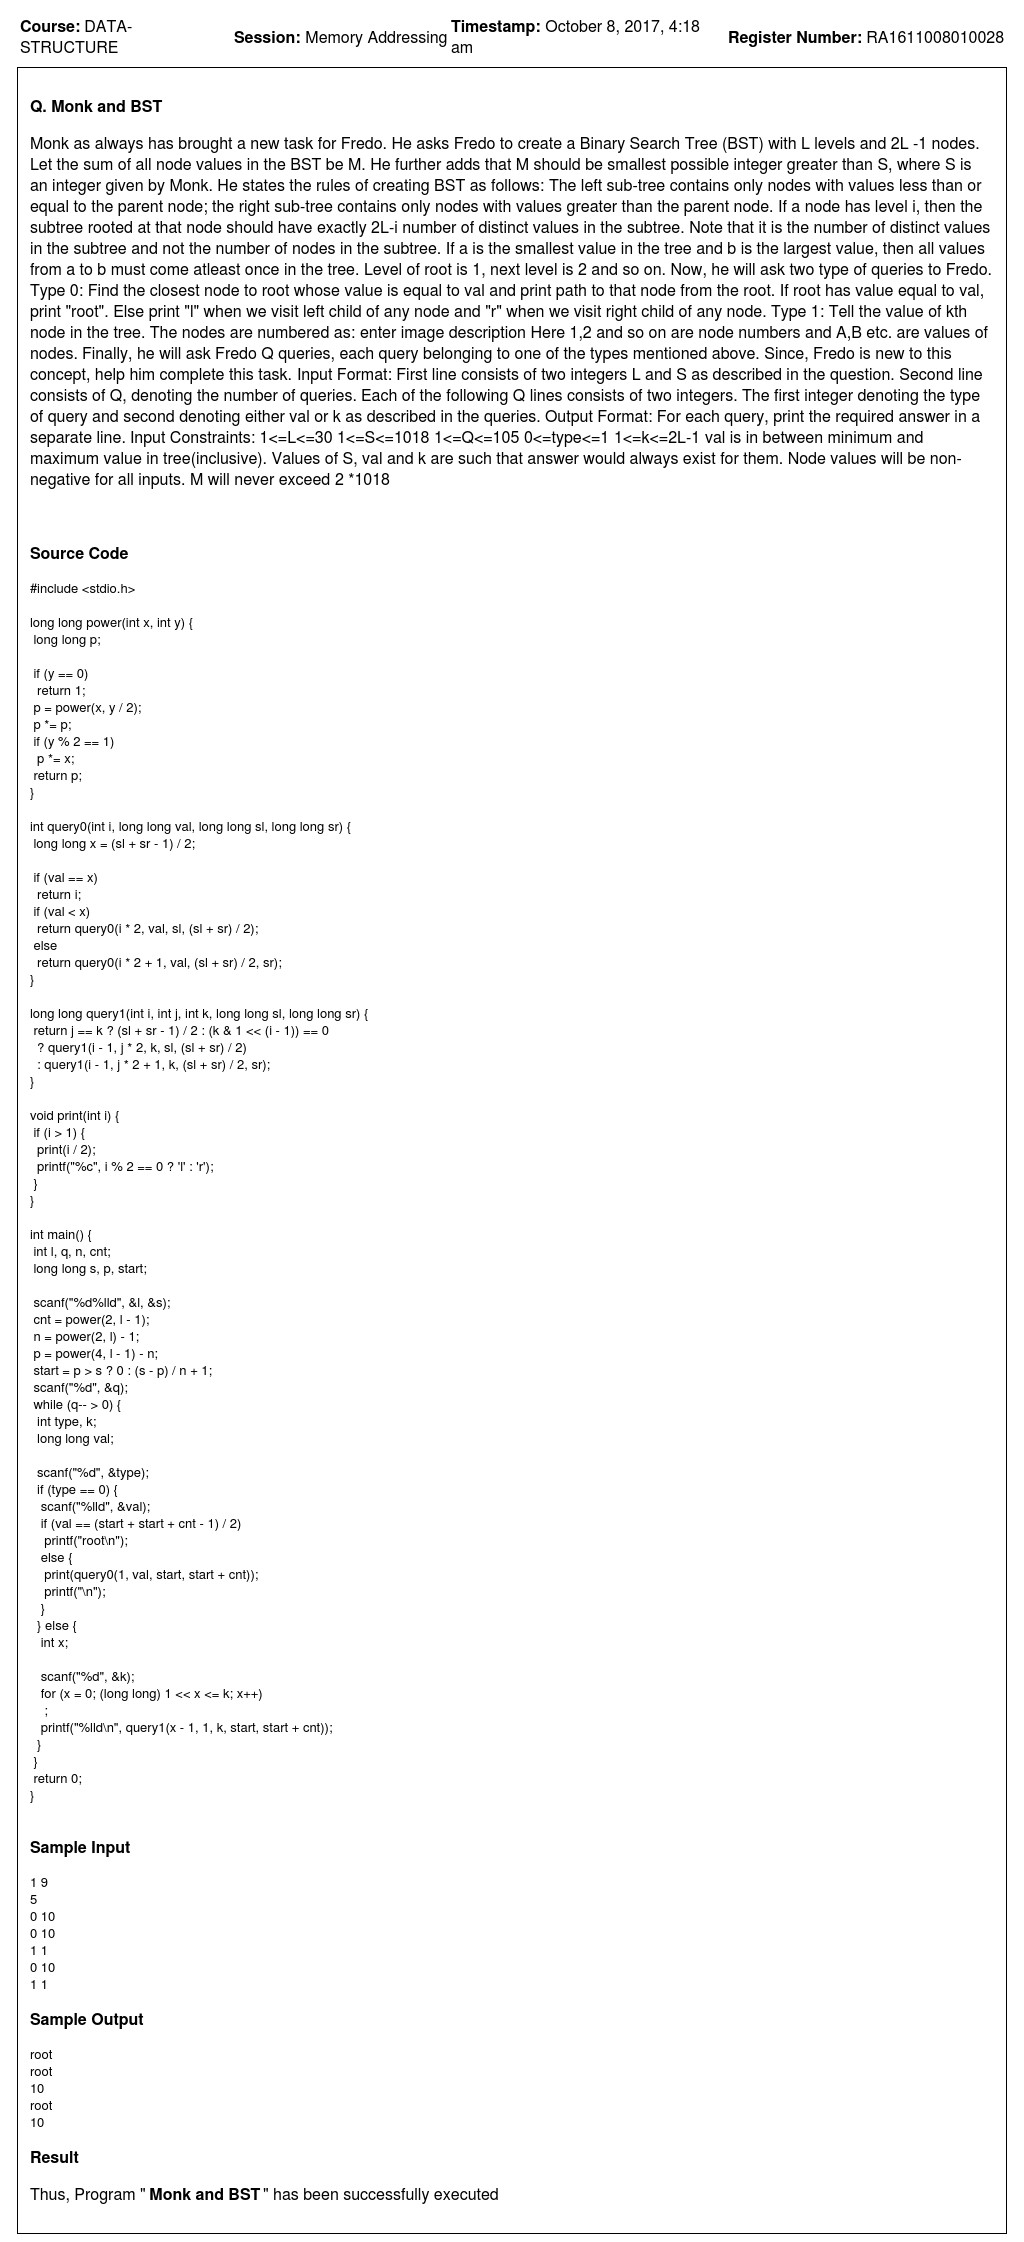 Course: DATA-STRUCTURE
Session: Memory Addressing
Timestamp: October 8, 2017, 4:18 am
Register Number: RA1611008010028
Q. Monk and BST
Monk as always has brought a new task for Fredo. He asks Fredo to create a Binary Search Tree (BST) with L levels and 2L -1 nodes.
Let the sum of all node values in the BST be M. He further adds that M should be smallest possible integer greater than S, where S is
an integer given by Monk. He states the rules of creating BST as follows: The left sub-tree contains only nodes with values less than or
equal to the parent node; the right sub-tree contains only nodes with values greater than the parent node. If a node has level i, then the
subtree rooted at that node should have exactly 2L-i number of distinct values in the subtree. Note that it is the number of distinct values
in the subtree and not the number of nodes in the subtree. If a is the smallest value in the tree and b is the largest value, then all values
from a to b must come atleast once in the tree. Level of root is 1, next level is 2 and so on. Now, he will ask two type of queries to Fredo.
Type 0: Find the closest node to root whose value is equal to val and print path to that node from the root. If root has value equal to val,
print "root". Else print "l" when we visit left child of any node and "r" when we visit right child of any node. Type 1: Tell the value of kth
node in the tree. The nodes are numbered as: enter image description Here 1,2 and so on are node numbers and A,B etc. are values of
nodes. Finally, he will ask Fredo Q queries, each query belonging to one of the types mentioned above. Since, Fredo is new to this
concept, help him complete this task. Input Format: First line consists of two integers L and S as described in the question. Second line
consists of Q, denoting the number of queries. Each of the following Q lines consists of two integers. The first integer denoting the type
of query and second denoting either val or k as described in the queries. Output Format: For each query, print the required answer in a
separate line. Input Constraints: 1<=L<=30 1<=S<=1018 1<=Q<=105 0<=type<=1 1<=k<=2L-1 val is in between minimum and
maximum value in tree(inclusive). Values of S, val and k are such that answer would always exist for them. Node values will be non-
negative for all inputs. M will never exceed 2 *1018
Source Code
#include <stdio.h>
long long power(int x, int y) {
long long p;
if (y == 0)
return 1;
p = power(x, y / 2);
p *= p;
if (y % 2 == 1)
p *= x;
return p;
}
int query0(int i, long long val, long long sl, long long sr) {
long long x = (sl + sr - 1) / 2;
if (val == x)
return i;
if (val < x)
return query0(i * 2, val, sl, (sl + sr) / 2);
else
return query0(i * 2 + 1, val, (sl + sr) / 2, sr);
}
long long query1(int i, int j, int k, long long sl, long long sr) {
return j == k ? (sl + sr - 1) / 2 : (k & 1 << (i - 1)) == 0
? query1(i - 1, j * 2, k, sl, (sl + sr) / 2)
: query1(i - 1, j * 2 + 1, k, (sl + sr) / 2, sr);
}
void print(int i) {
if (i > 1) {
print(i / 2);
printf("%c", i % 2 == 0 ? 'l' : 'r');
}
}
int main() {
int l, q, n, cnt;
long long s, p, start;
scanf("%d%lld", &l, &s);
cnt = power(2, l - 1);
n = power(2, l) - 1;
p = power(4, l - 1) - n;
start = p > s ? 0 : (s - p) / n + 1;
scanf("%d", &q);
while (q-- > 0) {
int type, k;
long long val;
scanf("%d", &type);
if (type == 0) {
scanf("%lld", &val);
if (val == (start + start + cnt - 1) / 2)
printf("root\n");
else {
print(query0(1, val, start, start + cnt));
printf("\n");
}
} else {
int x;
scanf("%d", &k);
for (x = 0; (long long) 1 << x <= k; x++)
;
printf("%lld\n", query1(x - 1, 1, k, start, start + cnt));
}
}
return 0;
}
Sample Input
1 9
5
0 10
0 10
1 1
0 10
1 1
Sample Output
root
root
10
root
10
Result
Thus, Program " Monk and BST " has been successfully executed